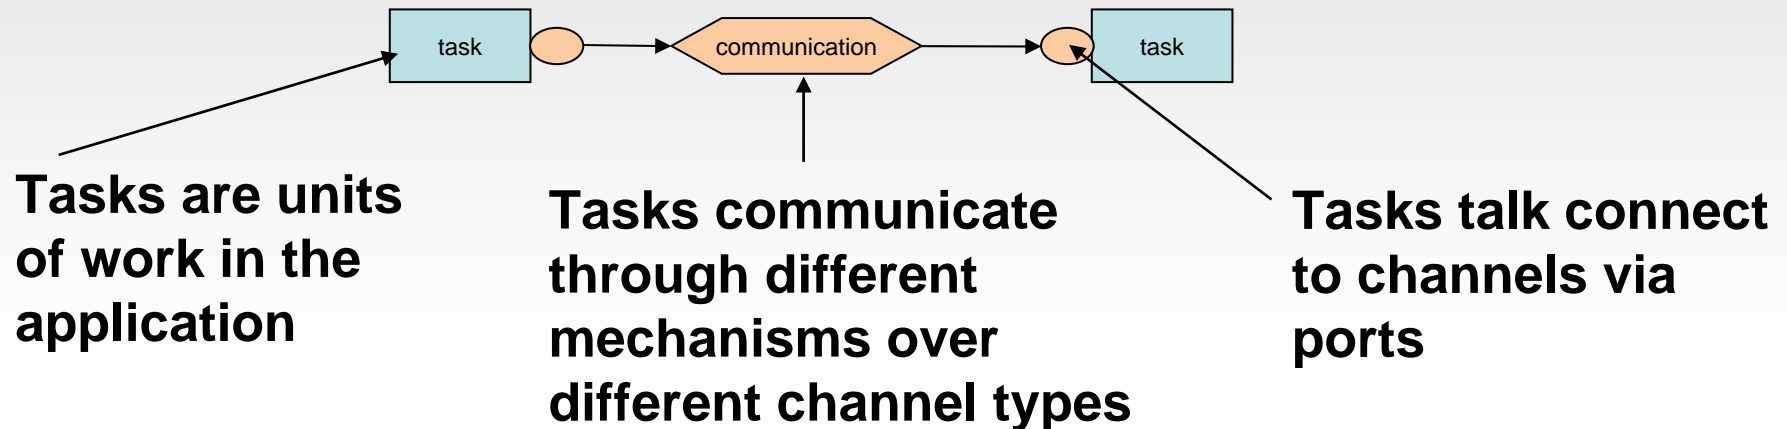 task
communication
task
Tasks are units
of work in the
application
Tasks communicate
through different
mechanisms over
different channel types
Tasks talk connect
to channels via
ports